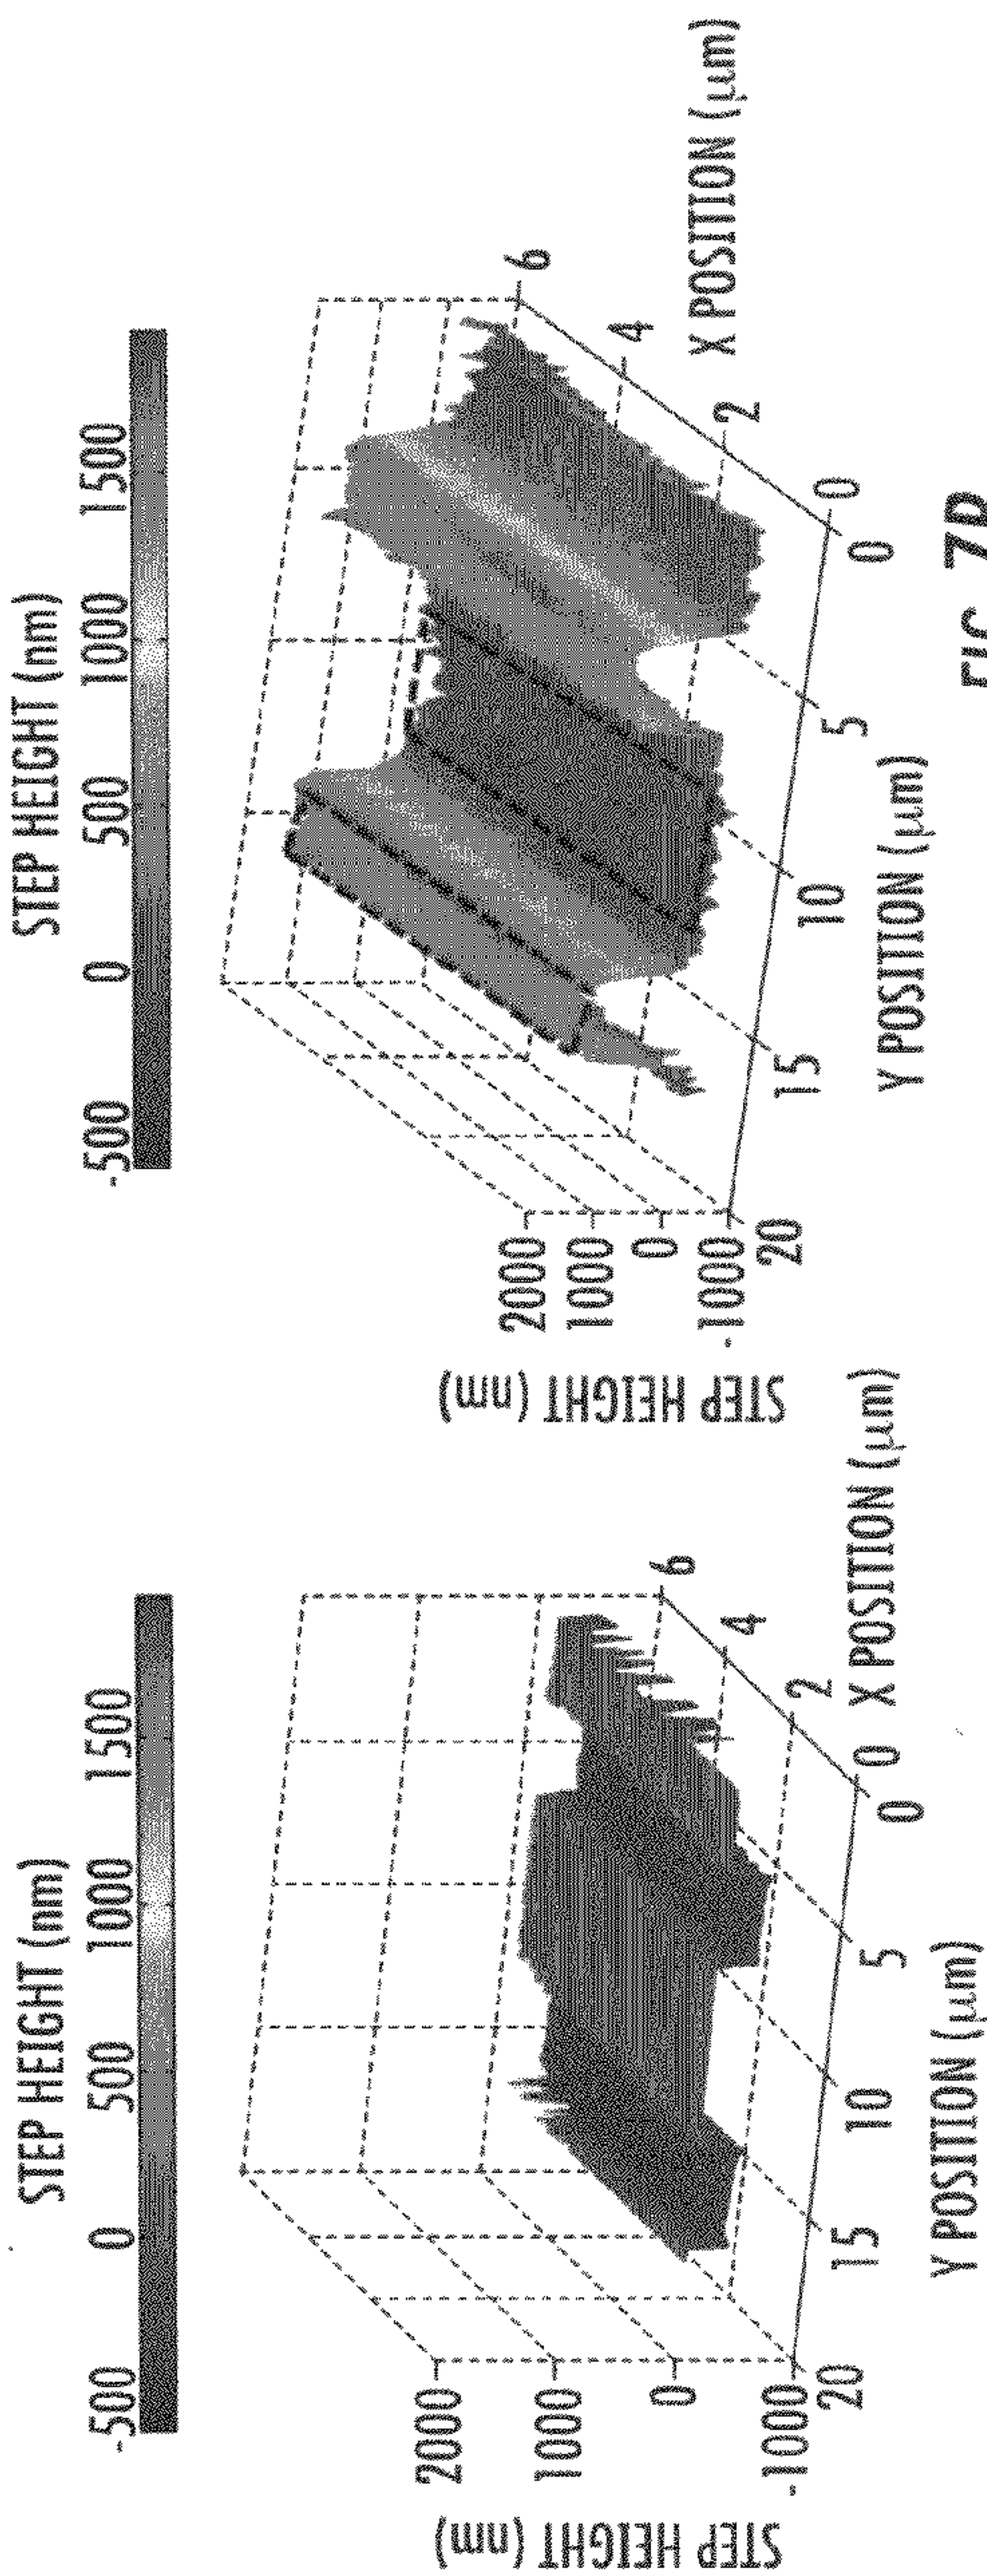 STEP HEIGHT (nm)
-500 0 500 1000 1500
STEP HEIGHT (nm)
2000
1000
0
-1000
20 15 10 5 0
Y POSITION (μm)
0 2 4 6
X POSITION (μm)
STEP HEIGHT (nm)
-500 0 500 1000 1500
STEP HEIGHT (nm)
2000
1000
0
-1000
20 15 10 5 0
Y POSITION (μm)
0 2 4 6
X POSITION (μm)